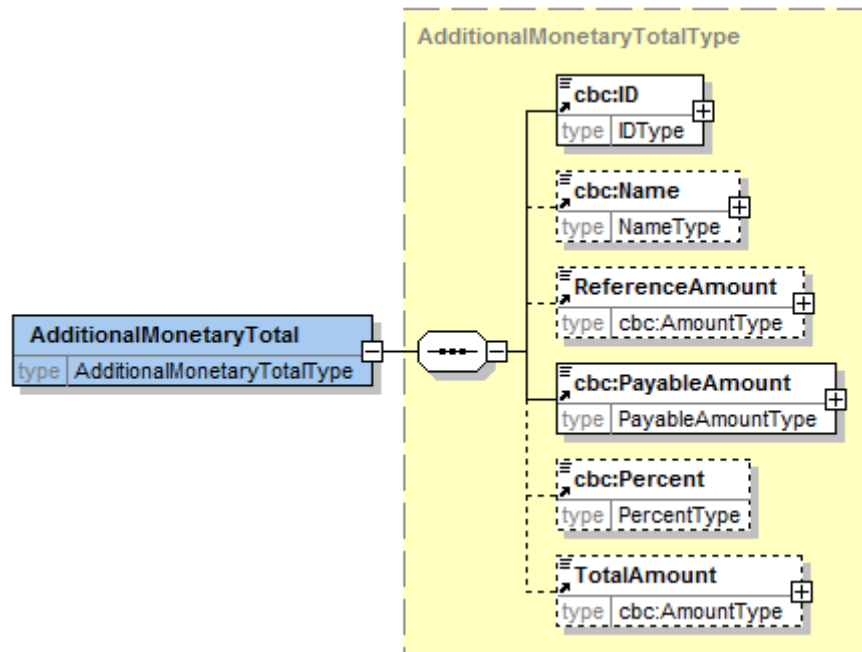 AdditionalMonetaryTotalType
cbc:ID
type IDType
cbc:Name
type NameType
ReferenceAmount
type cbc:AmountType
AdditionalMonetaryTotal
type AdditionalMonetaryTotalType
cbc:PayableAmount
type PayableAmountType
cbc:Percent
type PercentType
TotalAmount
type cbc:AmountType